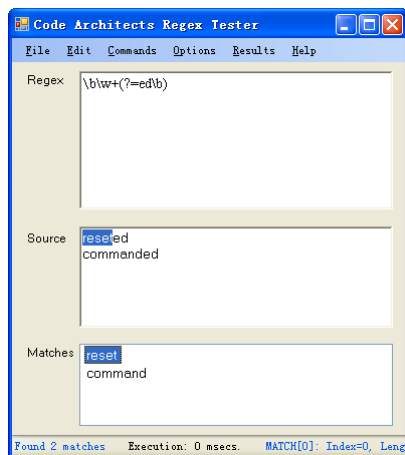 Code Architects Regex Tester
File Edit Commands Options Results Help
Regex
\b\w+(?=ed\b)
Source
reseted
commanded
Matches
reset
command
Found 2 matches Execution: 0 msecs. MATCH[0]: Index=0, Leng